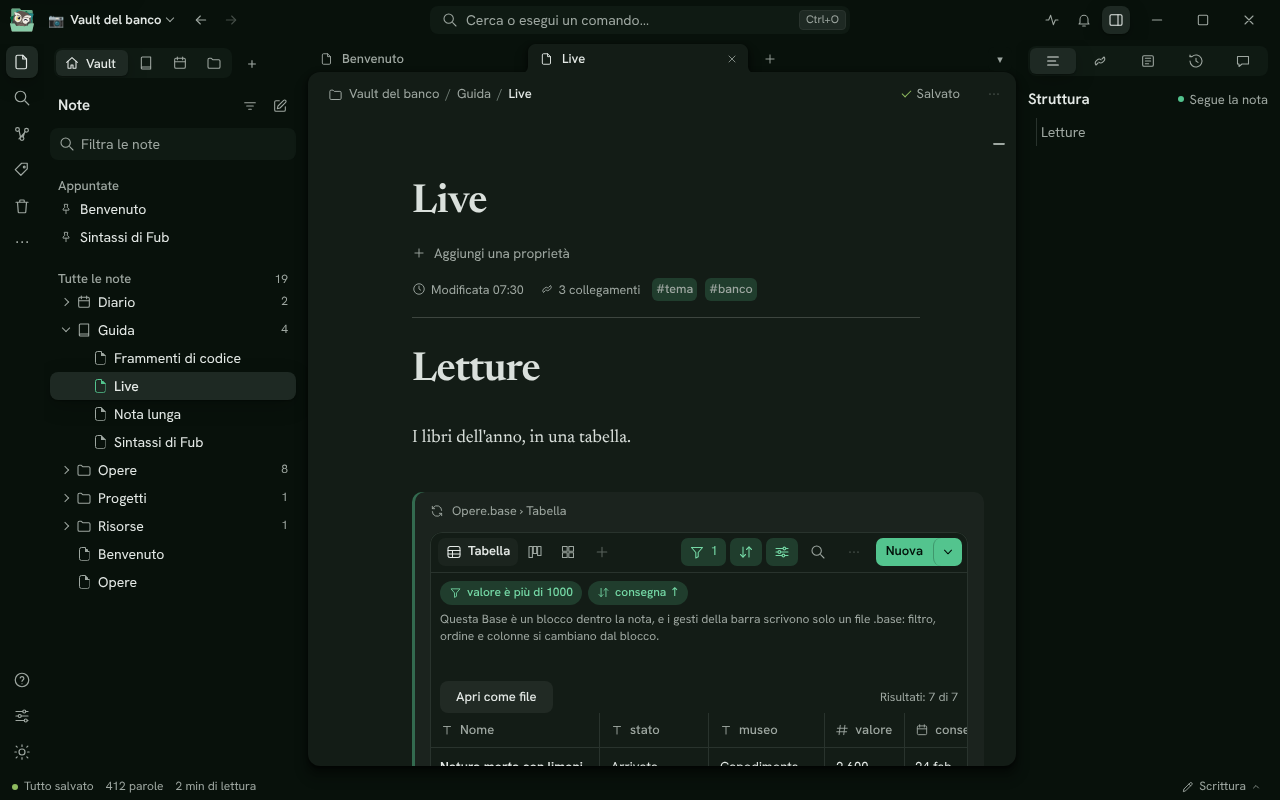 Vault del banco
Cerca o esegui un comando…
Ctrl+O
Vault
Benvenuto
Live
Note
Filtra le note
Appuntate
Benvenuto
Sintassi di Fub
Tutte le note 19
Diario 2
Guida 4
Frammenti di codice
Live
Nota lunga
Sintassi di Fub
Opere 8
Progetti 1
Risorse 1
Benvenuto
Opere
Vault del banco / Guida / Live
Salvato
Live
Aggiungi una proprietà
Modificata 07:30 3 collegamenti #tema #banco
Letture
I libri dell'anno, in una tabella.
Opere.base › Tabella
Tabella 1 Nuova
valore è più di 1000 consegna ↑
Questa Base è un blocco dentro la nota, e i gesti della barra scrivono solo un file .base: filtro,
ordine e colonne si cambiano dal blocco.
Apri come file Risultati: 7 di 7
Nome stato museo valore conse
Struttura Segue la nota
Letture
Tutto salvato 412 parole 2 min di lettura
Scrittura